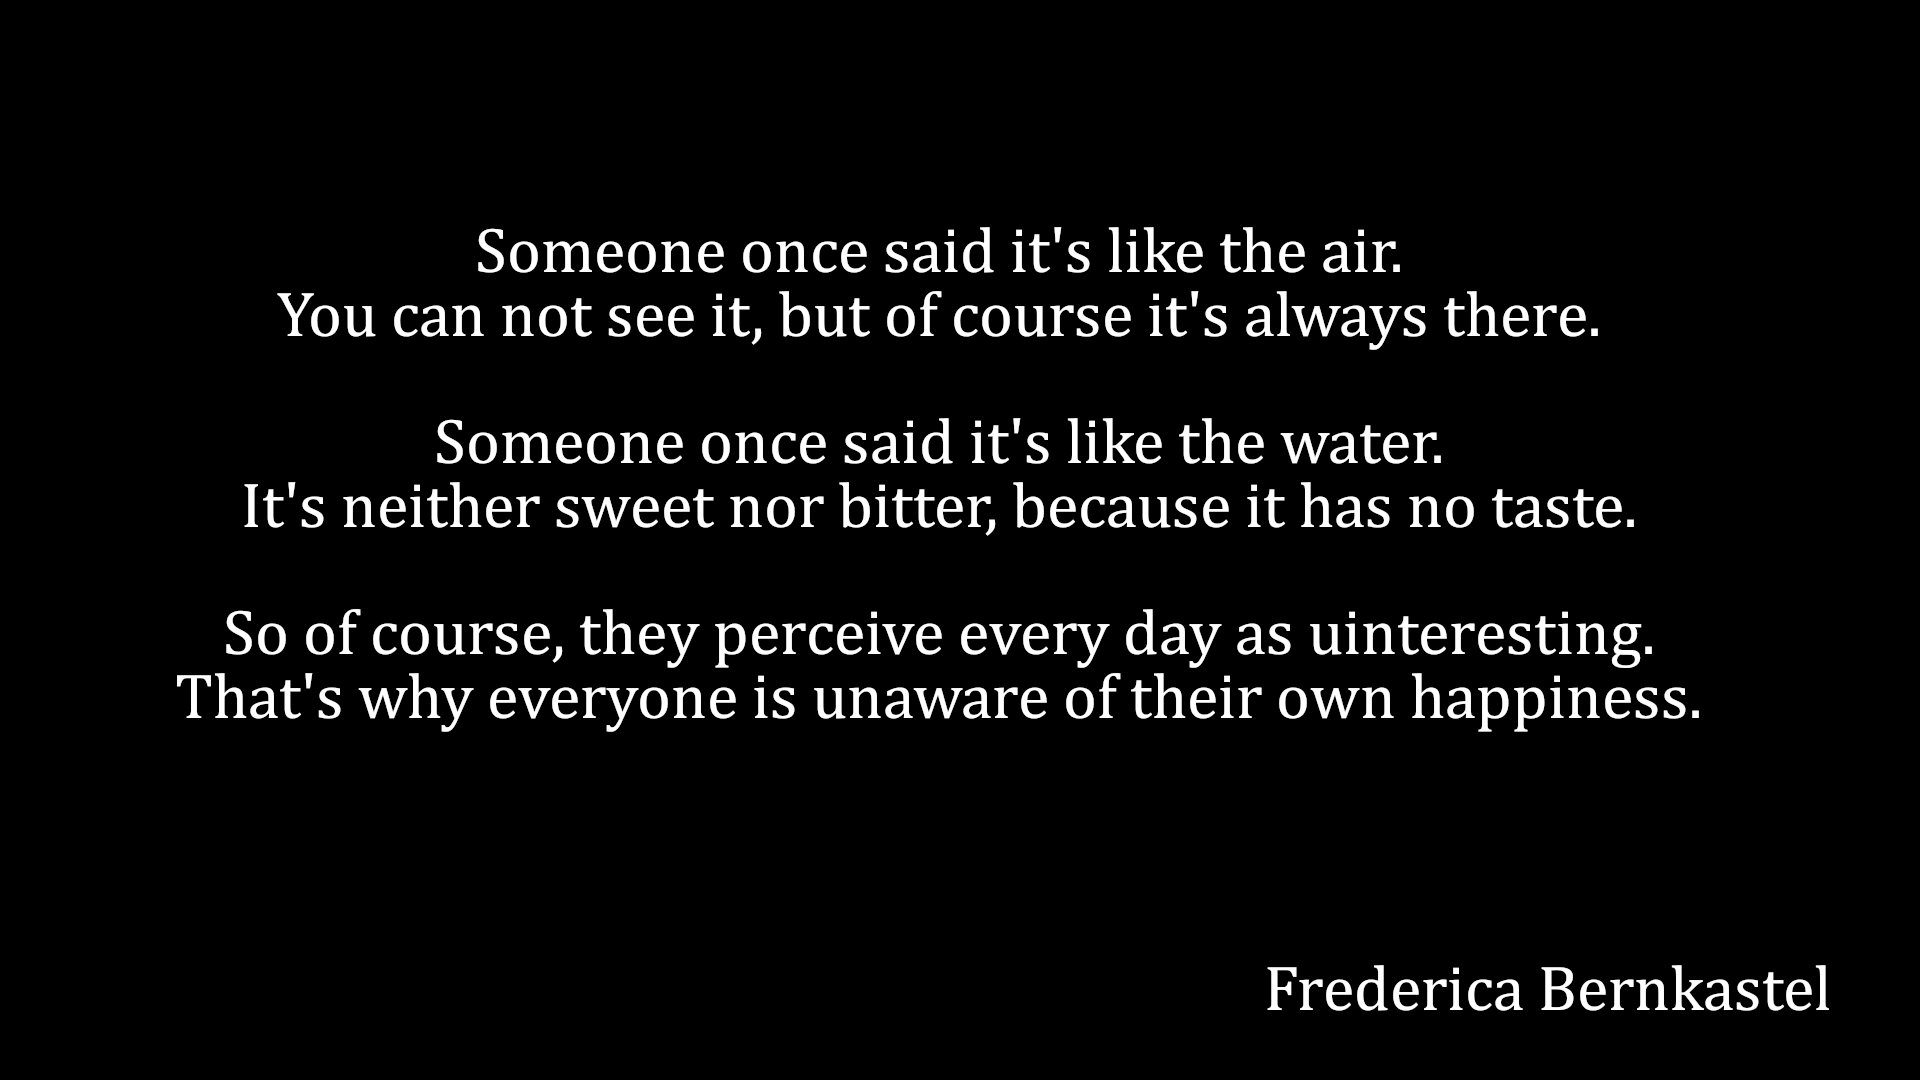 Someone once said it's like the air.
You can not see it, but of course it's always there.
Someone once said it's like the water.
It's neither sweet nor bitter, because it has no taste.
So of course, they perceive every day as uinteresting.
That's why everyone is unaware of their own happiness.
Frederica Bernkastel